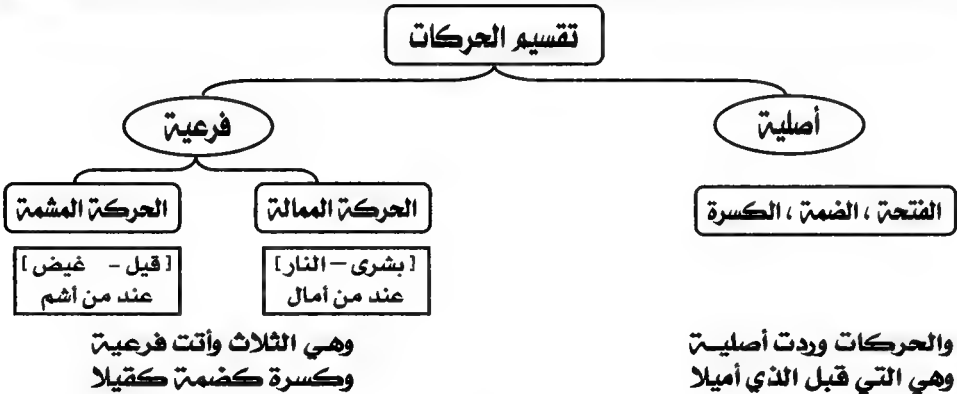 تقسيم الحركات
أصلية
فرعية
الفتحة ، الضمة ، الكسرة
الحركة الممالة
الحركة المشمة
[بشرى – النار]
عند من أمال
[قيل - غيض]
عند من أشم
والحركات وردت أصليـة وهي الثلاث وأتت فرعية
وهي التي قبل الذي أميلا وكسرة كضمة كقيلا